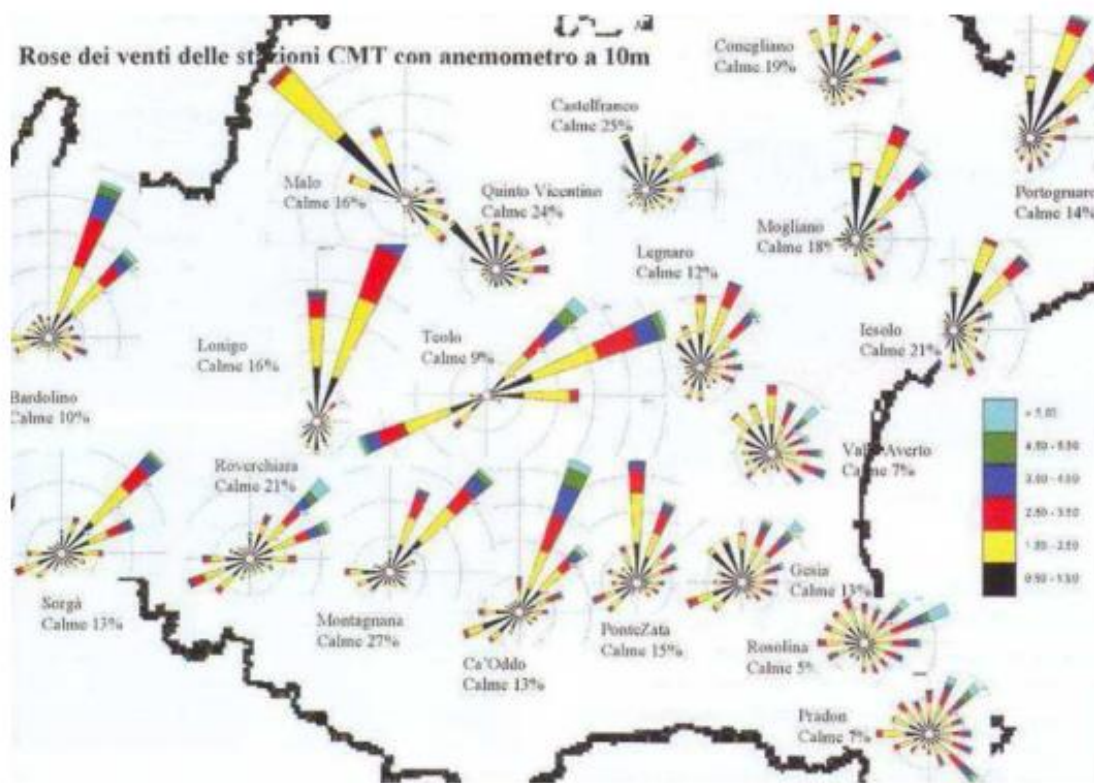 Rose dei venti delle stazioni CMT con anemometro a 10m
Conegliano
Calme 19%
Castelfranco
Calme 25%
Malo
Calme 16%
Quinto Vicentino
Calme 24%
Portogruaro
Calme 14%
Mogliano
Calme 18%
Legnaro
Calme 12%
Lonigo
Calme 16%
Teolo
Calme 9%
Iesolo
Calme 21%
Bardolino
Calme 10%
Valle Averto
Calme 7%
Roverchiara
Calme 21%
Sorgà
Calme 13%
Montagnana
Calme 27%
Ca'Oddo
Calme 13%
PonteZata
Calme 15%
Gesia
Calme 13%
Rosolina
Calme 5%
Pradon
Calme 7%